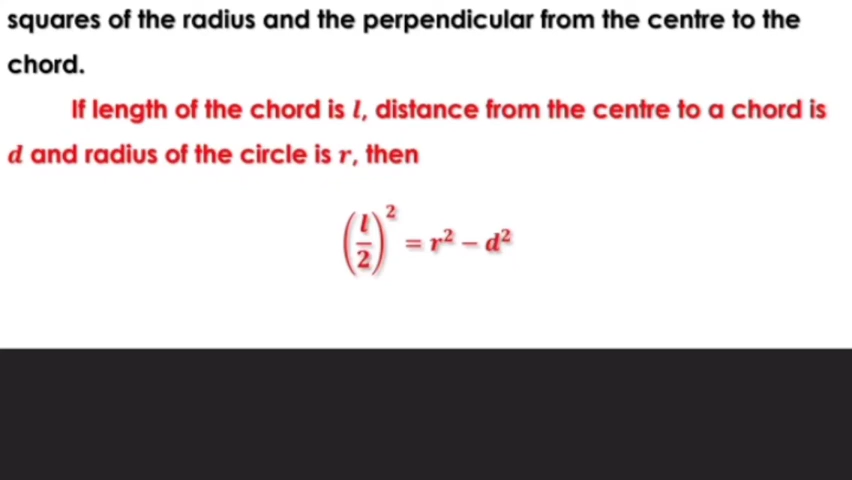 squares of the radius and the perpendicular from the centre to the
chord.
If length of the chord is l, distance from the centre to a chord is
d and radius of the circle is r, then
(l/2)² = r² − d²